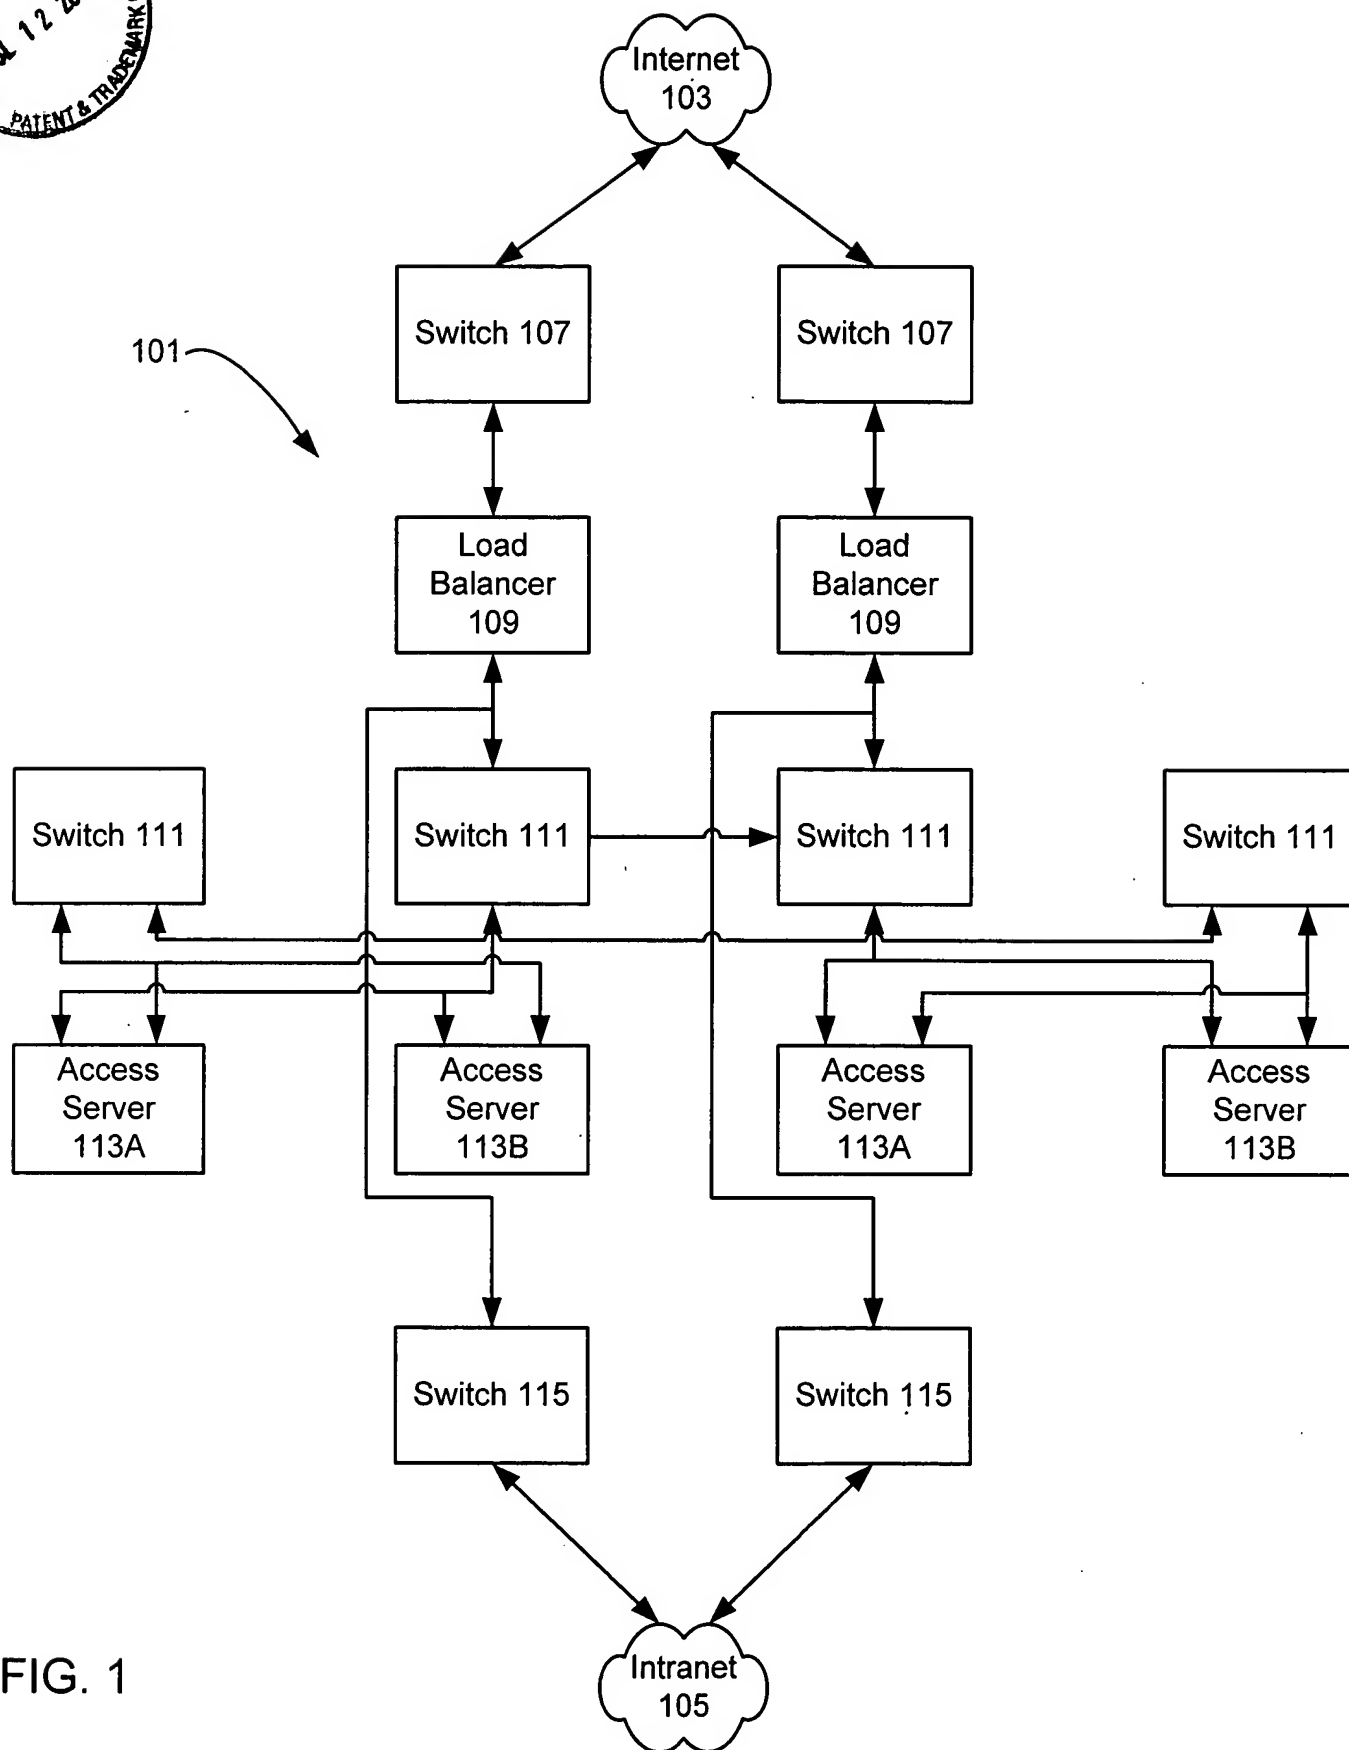 12
PATENT & TRADEMARK
Internet
103
Switch 107
Switch 107
101
Load
Balancer
109
Load
Balancer
109
Switch 111
Switch 111
Switch 111
Switch 111
Access
Server
113A
Access
Server
113B
Access
Server
113A
Access
Server
113B
Switch 115
Switch 115
Intranet
105
FIG. 1